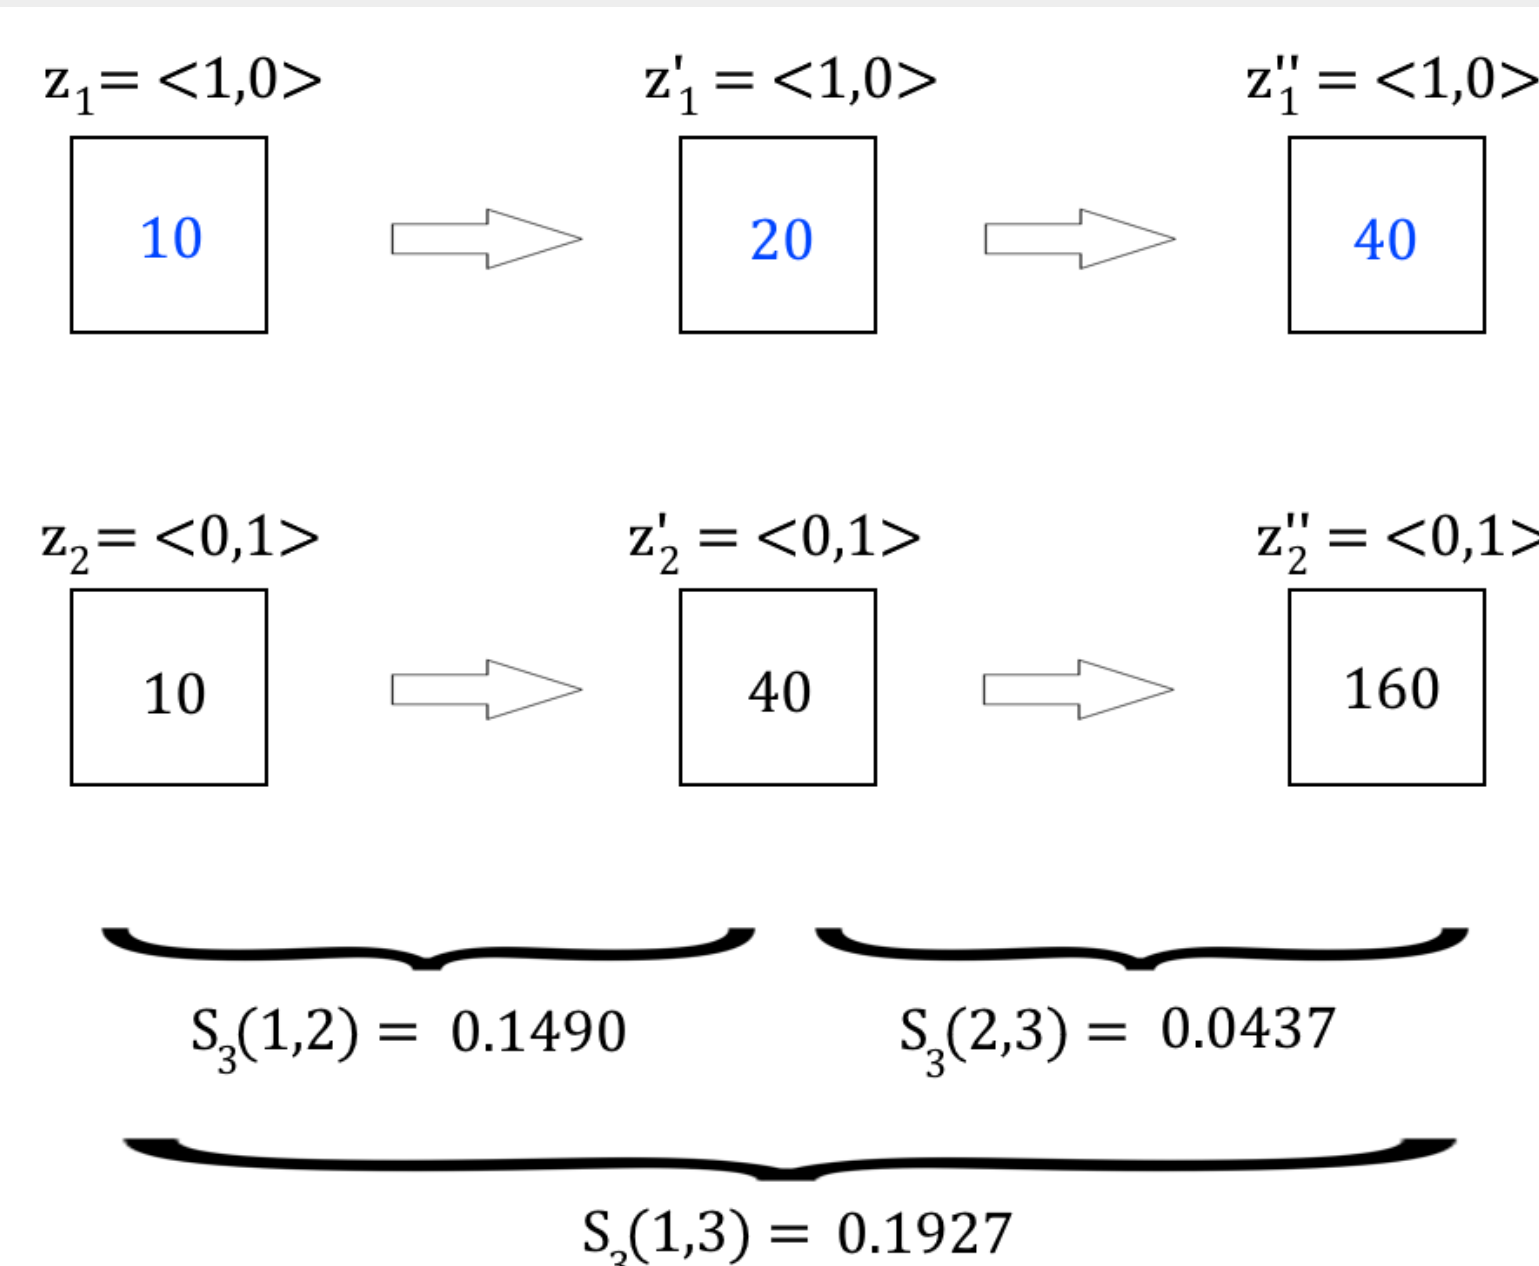 z₁= <1,0> z'₁ = <1,0> z''₁ = <1,0>
10 20 40
z₂= <0,1> z'₂ = <0,1> z''₂ = <0,1>
10 40 160
S₃(1,2) = 0.1490 S₃(2,3) = 0.0437
S₃(1,3) = 0.1927